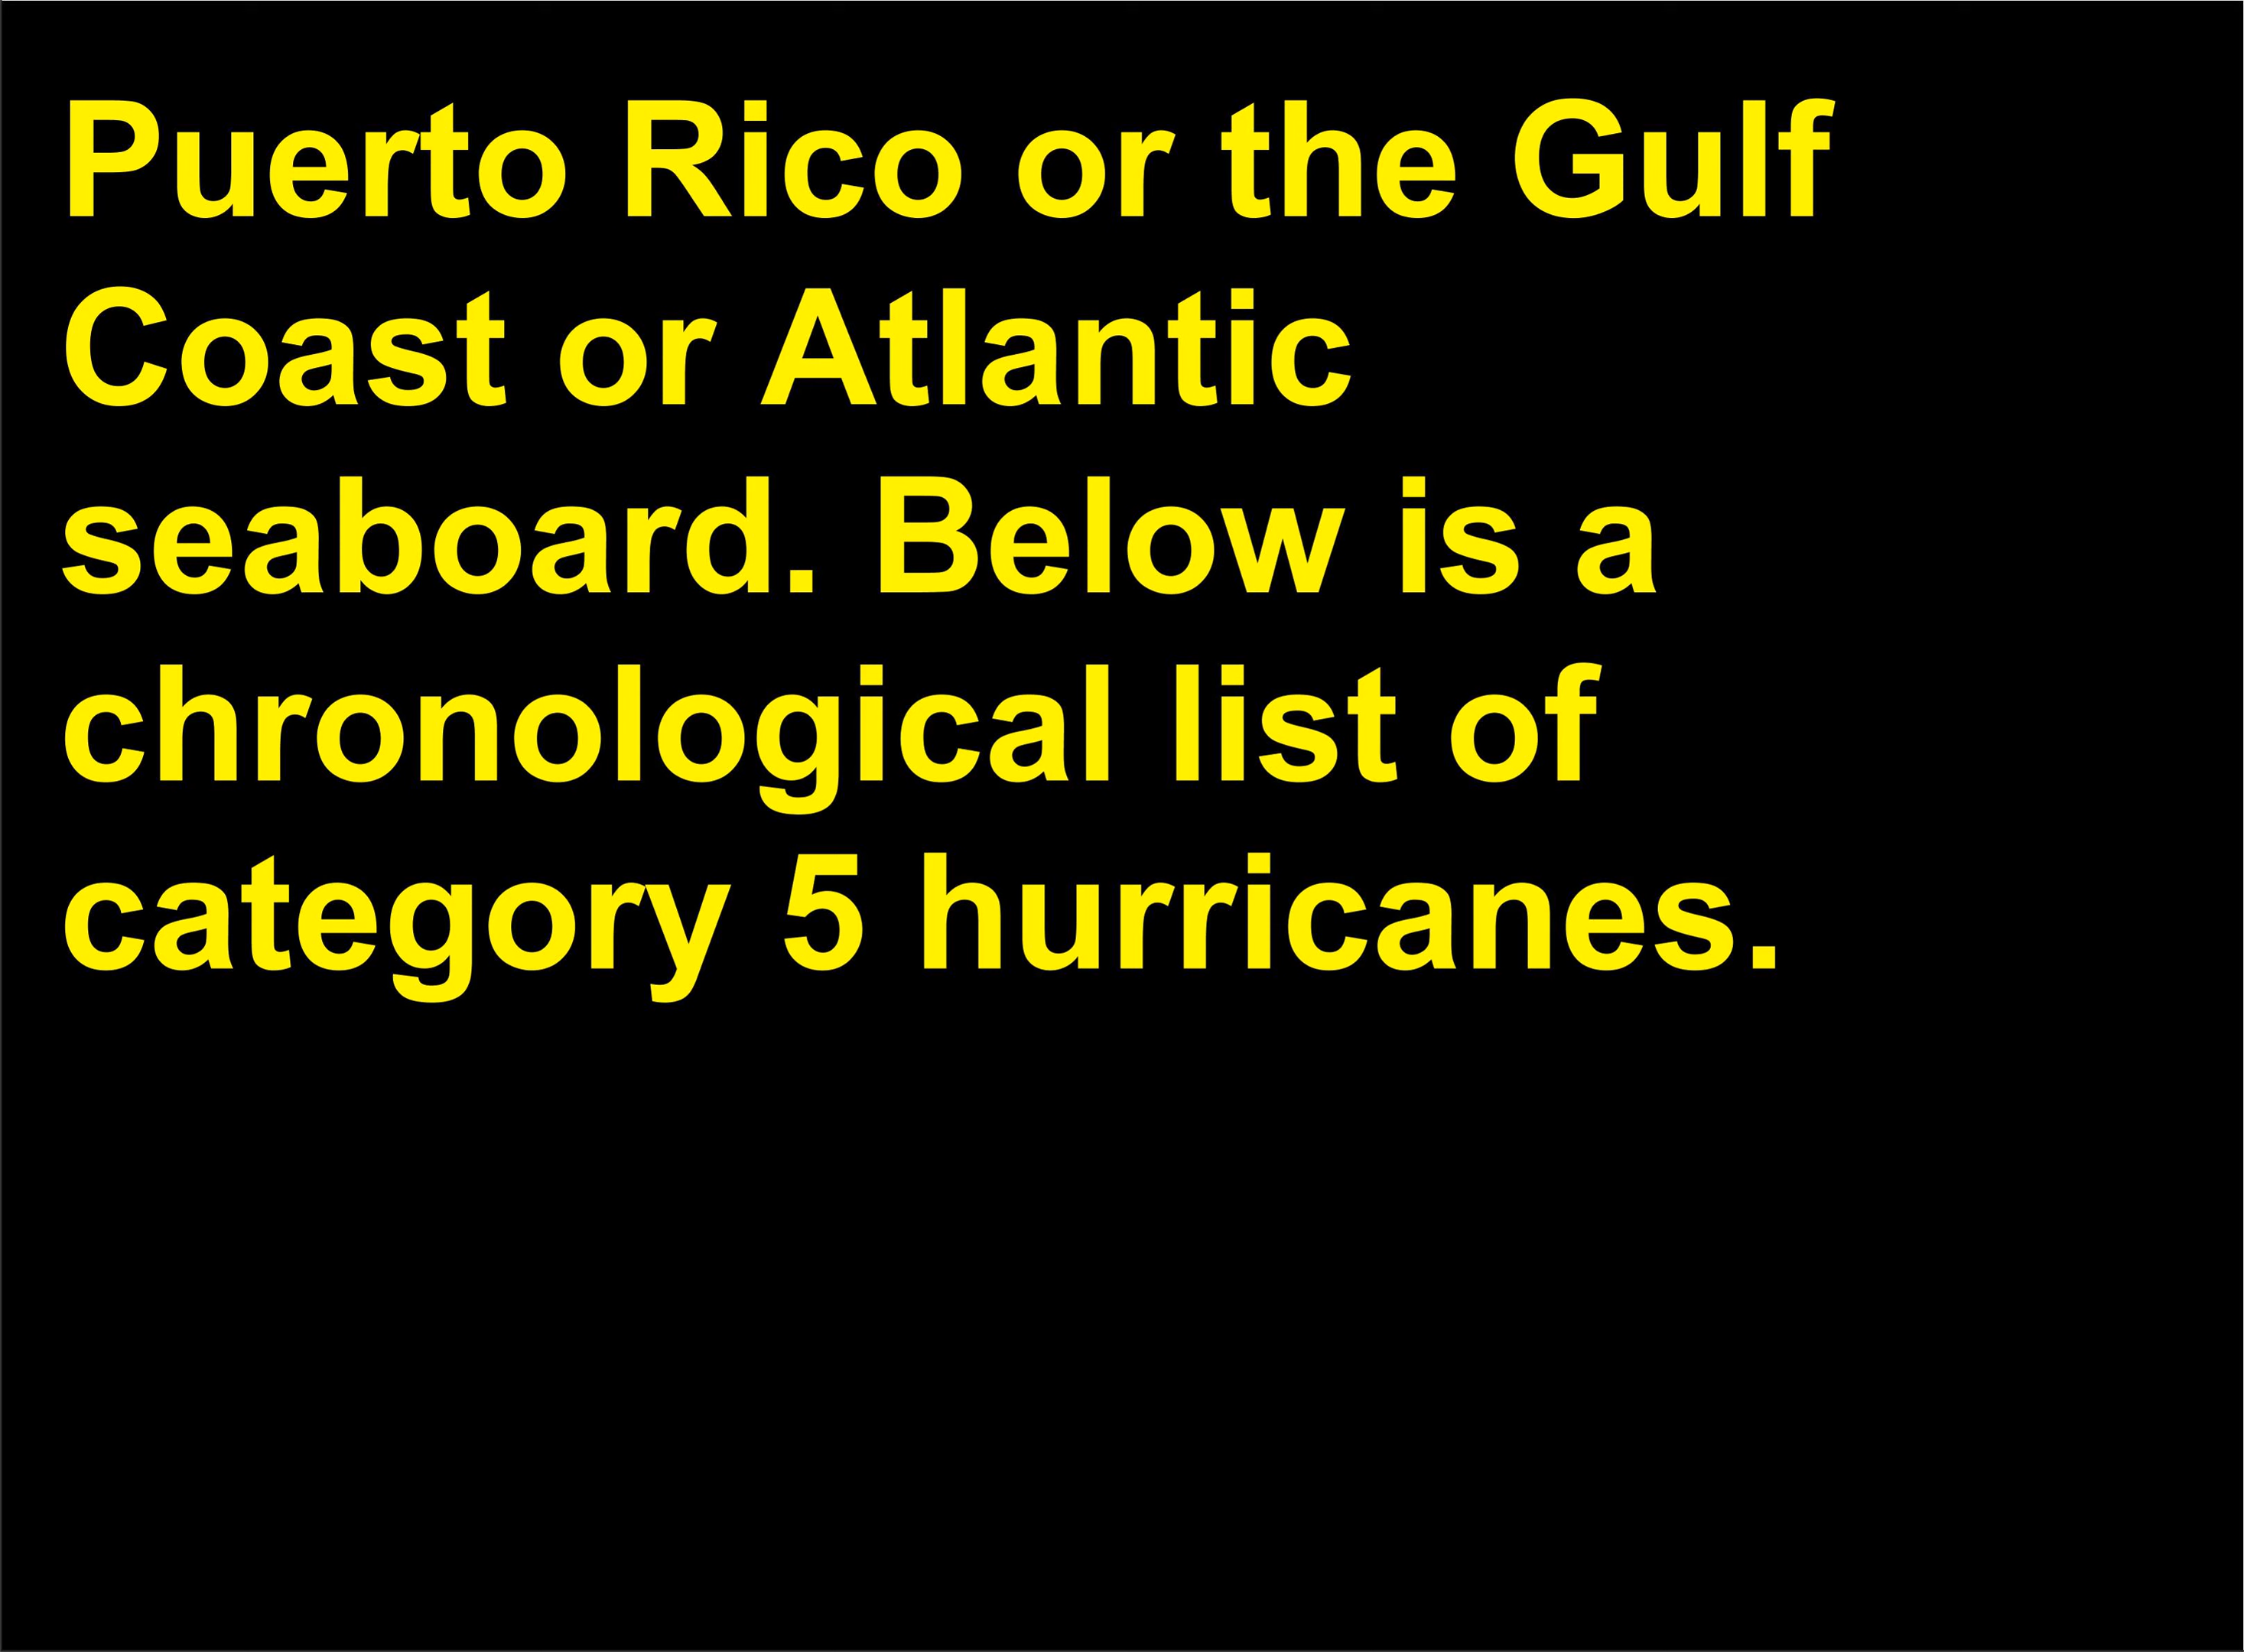 Puerto Rico or the Gulf
Coast or Atlantic
seaboard. Below is a
chronological list of
category 5 hurricanes.